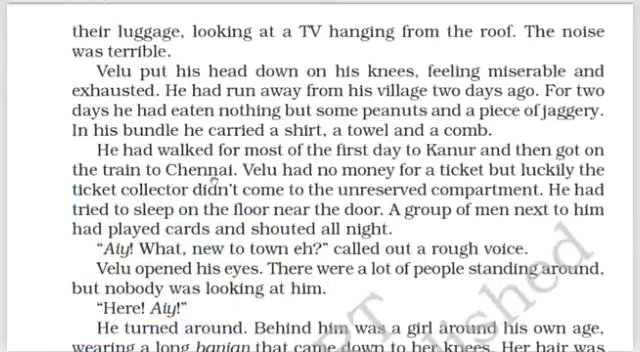 their luggage, looking at a TV hanging from the roof. The noise
was terrible.
Velu put his head down on his knees, feeling miserable and
exhausted. He had run away from his village two days ago. For two
days he had eaten nothing but some peanuts and a piece of jaggery.
In his bundle he carried a shirt, a towel and a comb.
He had walked for most of the first day to Kanur and then got on
the train to Chennai. Velu had no money for a ticket but luckily the
ticket collector didn't come to the unreserved compartment. He had
tried to sleep on the floor near the door. A group of men next to him
had played cards and shouted all night.
"Aiy! What, new to town eh?" called out a rough voice.
Velu opened his eyes. There were a lot of people standing around,
but nobody was looking at him.
"Here! Aiy!"
He turned around. Behind him was a girl around his own age,
wearing a long banian that came down to her knees. Her hair was